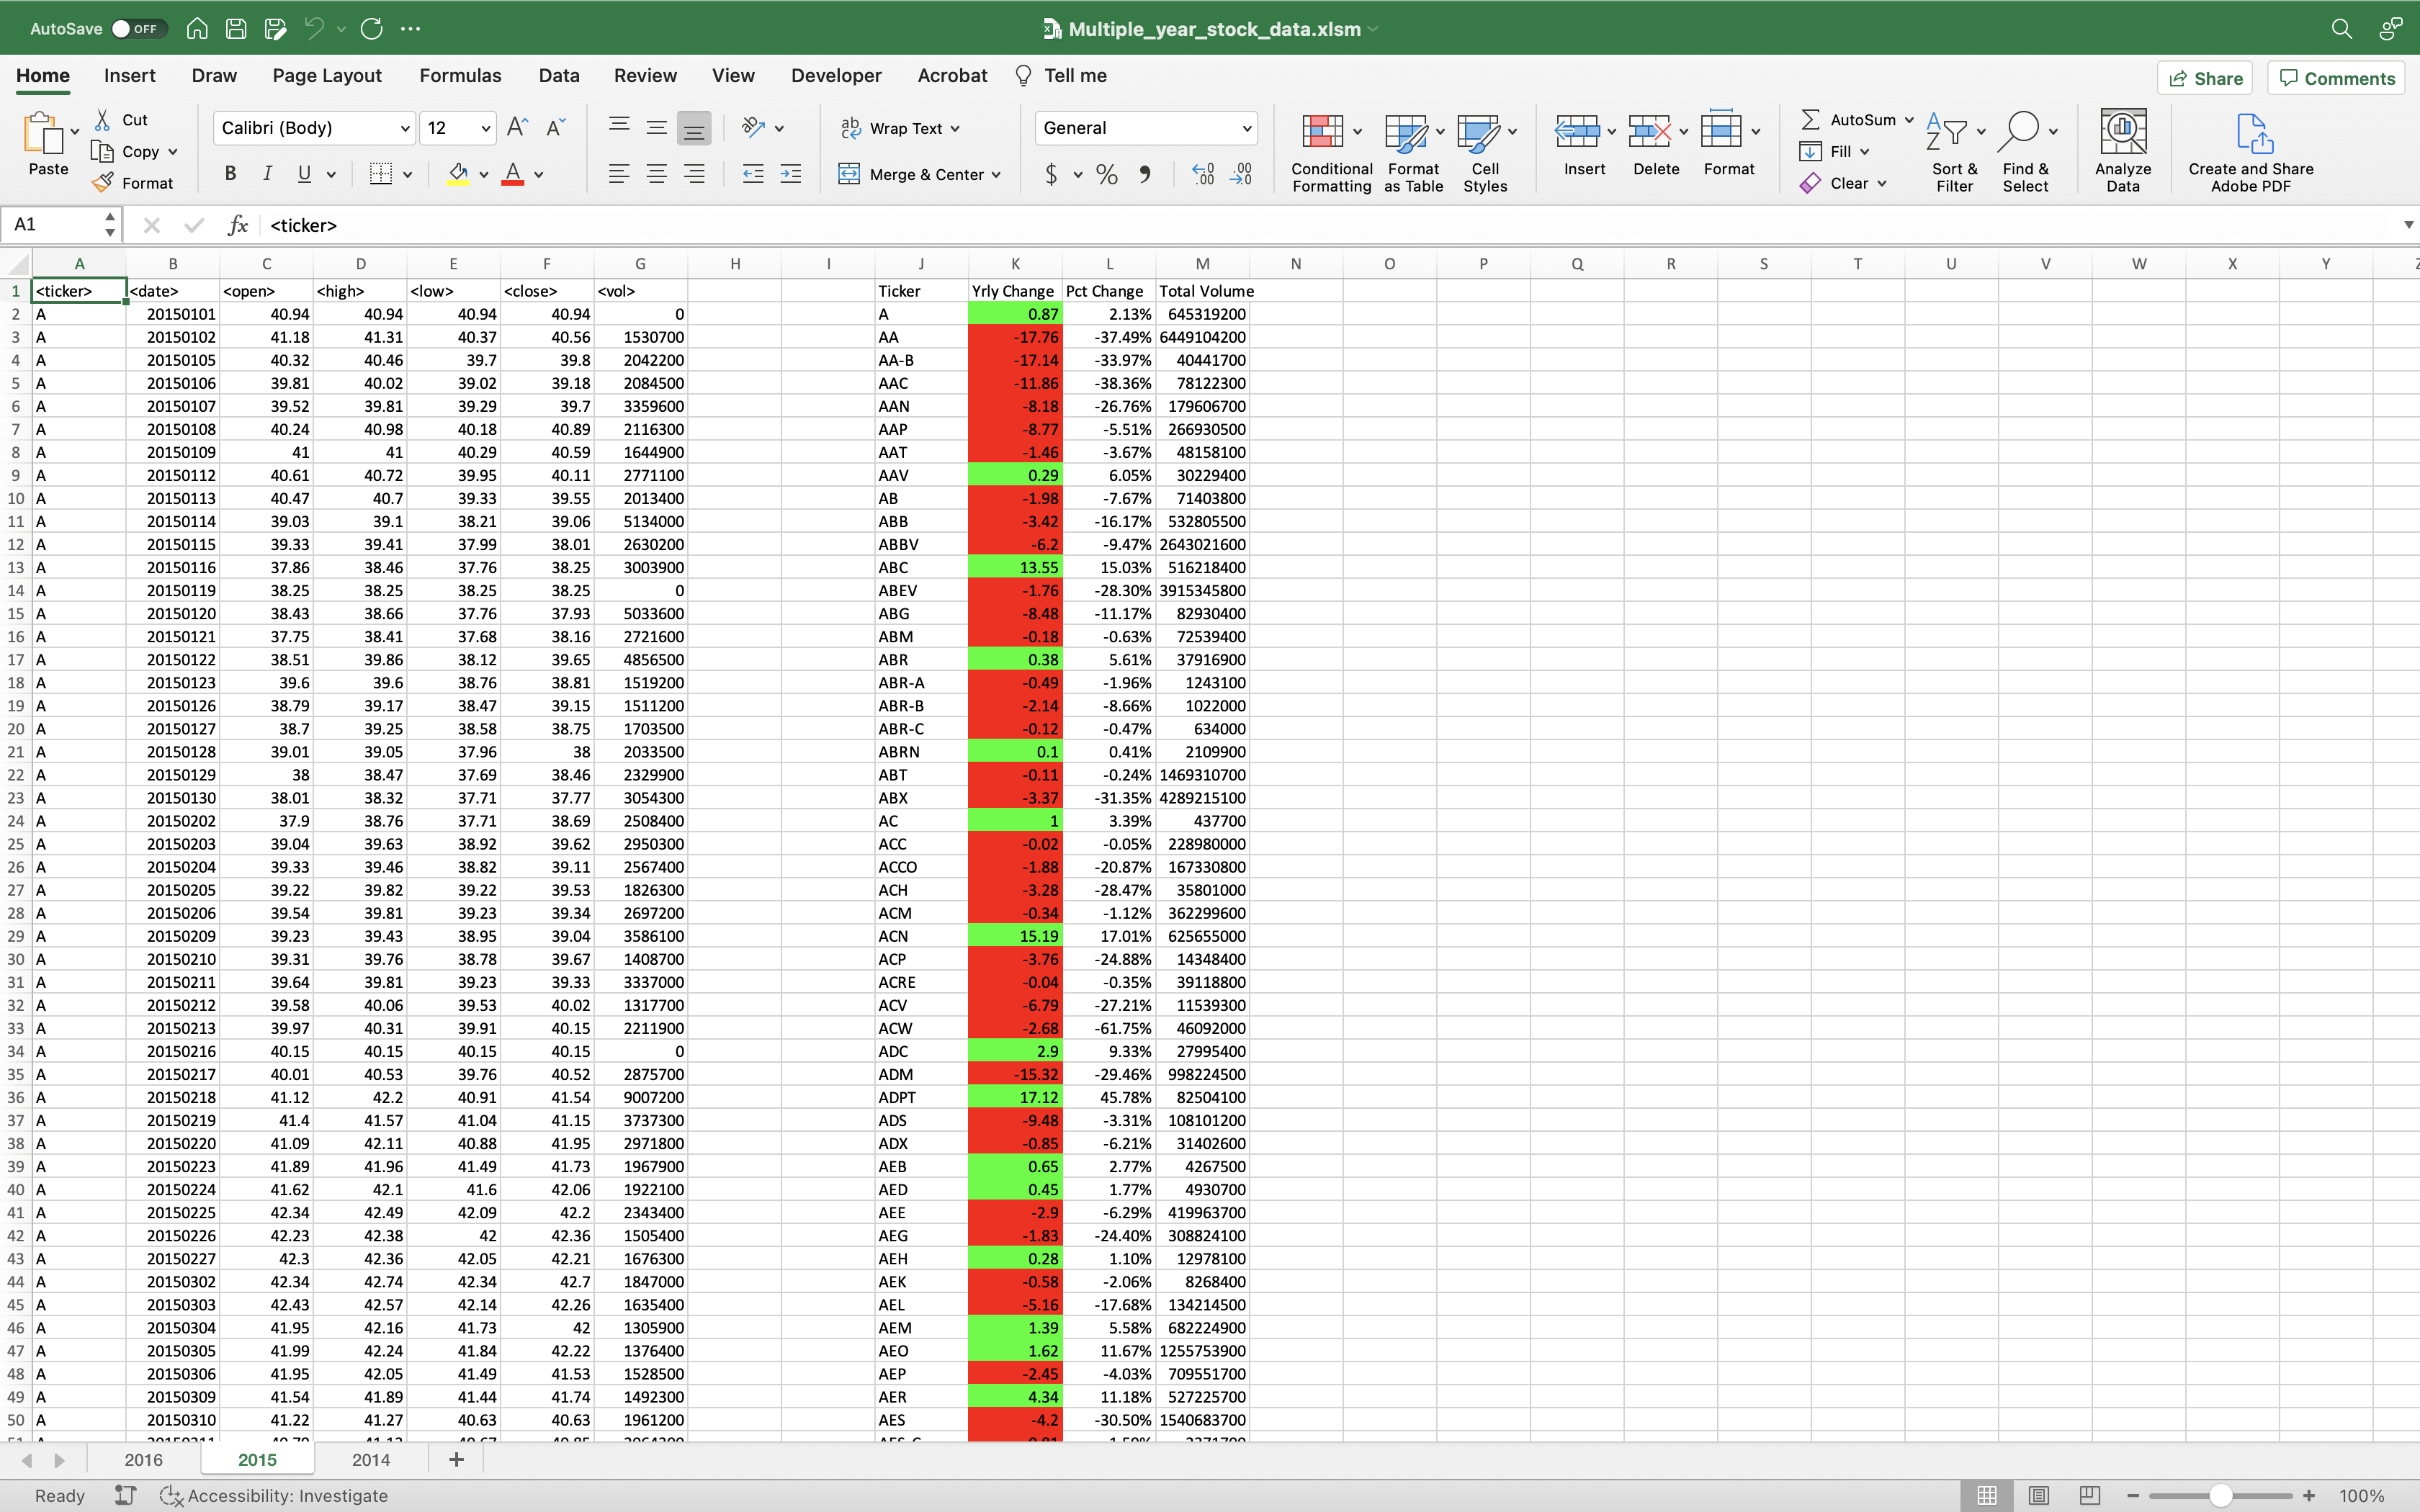 AutoSave OFF Multiple_year_stock_data.xlsm
Home Insert Draw Page Layout Formulas Data Review View Developer Acrobat Tell me Share Comments
Paste Cut Copy Format Calibri (Body) 12 B I U Wrap Text Merge & Center General $ % Conditional Formatting Format as Table Cell Styles Insert Delete Format AutoSum Fill Clear Sort & Filter Find & Select Analyze Data Create and Share Adobe PDF
A1 fx <ticker>
A B C D E F G H I J K L M N O P Q R S T U V W X Y
1 <ticker> <date> <open> <high> <low> <close> <vol> Ticker Yrly Change Pct Change Total Volume
2 A 20150101 40.94 40.94 40.94 40.94 0 A 0.87 2.13% 645319200
3 A 20150102 41.18 41.31 40.37 40.56 1530700 AA -17.76 -37.49% 6449104200
4 A 20150105 40.32 40.46 39.7 39.8 2042200 AA-B -17.14 -33.97% 40441700
5 A 20150106 39.81 40.02 39.02 39.18 2084500 AAC -11.86 -38.36% 78122300
6 A 20150107 39.52 39.81 39.29 39.7 3359600 AAN -8.18 -26.76% 179606700
7 A 20150108 40.24 40.98 40.18 40.89 2116300 AAP -8.77 -5.51% 266930500
8 A 20150109 41 41 40.29 40.59 1644900 AAT -1.46 -3.67% 48158100
9 A 20150112 40.61 40.72 39.95 40.11 2771100 AAV 0.29 6.05% 30229400
10 A 20150113 40.47 40.7 39.33 39.55 2013400 AB -1.98 -7.67% 71403800
11 A 20150114 39.03 39.1 38.21 39.06 5134000 ABB -3.42 -16.17% 532805500
12 A 20150115 39.33 39.41 37.99 38.01 2630200 ABBV -6.2 -9.47% 2643021600
13 A 20150116 37.86 38.46 37.76 38.25 3003900 ABC 13.55 15.03% 516218400
14 A 20150119 38.25 38.25 38.25 38.25 0 ABEV -1.76 -28.30% 3915345800
15 A 20150120 38.43 38.66 37.76 37.93 5033600 ABG -8.48 -11.17% 82930400
16 A 20150121 37.75 38.41 37.68 38.16 2721600 ABM -0.18 -0.63% 72539400
17 A 20150122 38.51 39.86 38.12 39.65 4856500 ABR 0.38 5.61% 37916900
18 A 20150123 39.6 39.6 38.76 38.81 1519200 ABR-A -0.49 -1.96% 1243100
19 A 20150126 38.79 39.17 38.47 39.15 1511200 ABR-B -2.14 -8.66% 1022000
20 A 20150127 38.7 39.25 38.58 38.75 1703500 ABR-C -0.12 -0.47% 634000
21 A 20150128 39.01 39.05 37.96 38 2033500 ABRN 0.1 0.41% 2109900
22 A 20150129 38 38.47 37.69 38.46 2329900 ABT -0.11 -0.24% 1469310700
23 A 20150130 38.01 38.32 37.71 37.77 3054300 ABX -3.37 -31.35% 4289215100
24 A 20150202 37.9 38.76 37.71 38.69 2508400 AC 1 3.39% 437700
25 A 20150203 39.04 39.63 38.92 39.62 2950300 ACC -0.02 -0.05% 228980000
26 A 20150204 39.33 39.46 38.82 39.11 2567400 ACCO -1.88 -20.87% 167330800
27 A 20150205 39.22 39.82 39.22 39.53 1826300 ACH -3.28 -28.47% 35801000
28 A 20150206 39.54 39.81 39.23 39.34 2697200 ACM -0.34 -1.12% 362299600
29 A 20150209 39.23 39.43 38.95 39.04 3586100 ACN 15.19 17.01% 625655000
30 A 20150210 39.31 39.76 38.78 39.67 1408700 ACP -3.76 -24.88% 14348400
31 A 20150211 39.64 39.81 39.23 39.33 3337000 ACRE -0.04 -0.35% 39118800
32 A 20150212 39.58 40.06 39.53 40.02 1317700 ACV -6.79 -27.21% 11539300
33 A 20150213 39.97 40.31 39.91 40.15 2211900 ACW -2.68 -61.75% 46092000
34 A 20150216 40.15 40.15 40.15 40.15 0 ADC 2.9 9.33% 27995400
35 A 20150217 40.01 40.53 39.76 40.52 2875700 ADM -15.32 -29.46% 998224500
36 A 20150218 41.12 42.2 40.91 41.54 9007200 ADPT 17.12 45.78% 82504100
37 A 20150219 41.4 41.57 41.04 41.15 3737300 ADS -9.48 -3.31% 108101200
38 A 20150220 41.09 42.11 40.88 41.95 2971800 ADX -0.85 -6.21% 31402600
39 A 20150223 41.89 41.96 41.49 41.73 1967900 AEB 0.65 2.77% 4267500
40 A 20150224 41.62 42.1 41.6 42.06 1922100 AED 0.45 1.77% 4930700
41 A 20150225 42.34 42.49 42.09 42.2 2343400 AEE -2.9 -6.29% 419963700
42 A 20150226 42.23 42.38 42 42.36 1505400 AEG -1.83 -24.40% 308824100
43 A 20150227 42.3 42.36 42.05 42.21 1676300 AEH 0.28 1.10% 12978100
44 A 20150302 42.34 42.74 42.34 42.7 1847000 AEK -0.58 -2.06% 8268400
45 A 20150303 42.43 42.57 42.14 42.26 1635400 AEL -5.16 -17.68% 134214500
46 A 20150304 41.95 42.16 41.73 42 1305900 AEM 1.39 5.58% 682224900
47 A 20150305 41.99 42.24 41.84 42.22 1376400 AEO 1.62 11.67% 1255753900
48 A 20150306 41.95 42.05 41.49 41.53 1528500 AEP -2.45 -4.03% 709551700
49 A 20150309 41.54 41.89 41.44 41.74 1492300 AER 4.34 11.18% 527225700
50 A 20150310 41.22 41.27 40.63 40.63 1961200 AES -4.2 -30.50% 1540683700
2016 2015 2014 +
Ready Accessibility: Investigate 100%